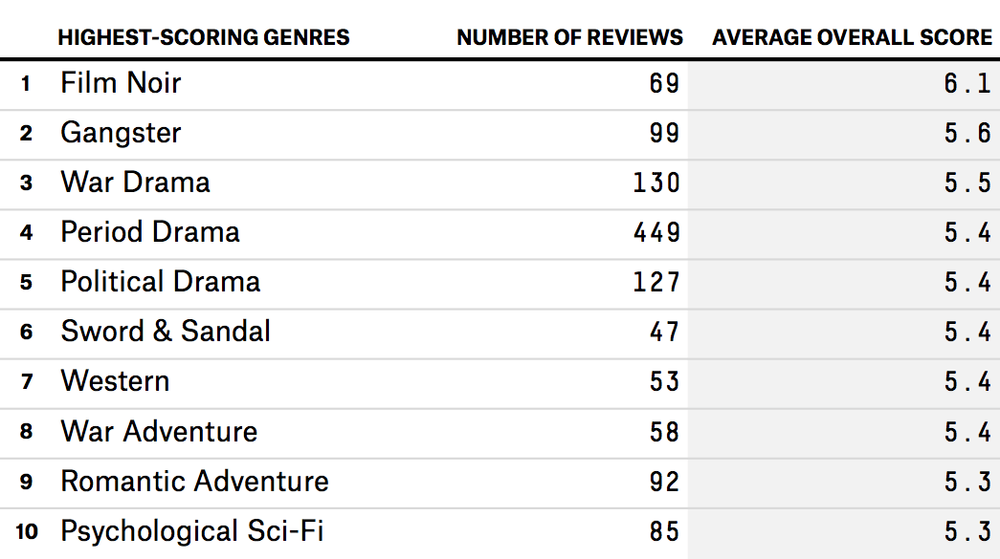 HIGHEST-SCORING GENRES NUMBER OF REVIEWS AVERAGE OVERALL SCORE
1 Film Noir 69 6.1
2 Gangster 99 5.6
3 War Drama 130 5.5
4 Period Drama 449 5.4
5 Political Drama 127 5.4
6 Sword & Sandal 47 5.4
7 Western 53 5.4
8 War Adventure 58 5.4
9 Romantic Adventure 92 5.3
10 Psychological Sci-Fi 85 5.3